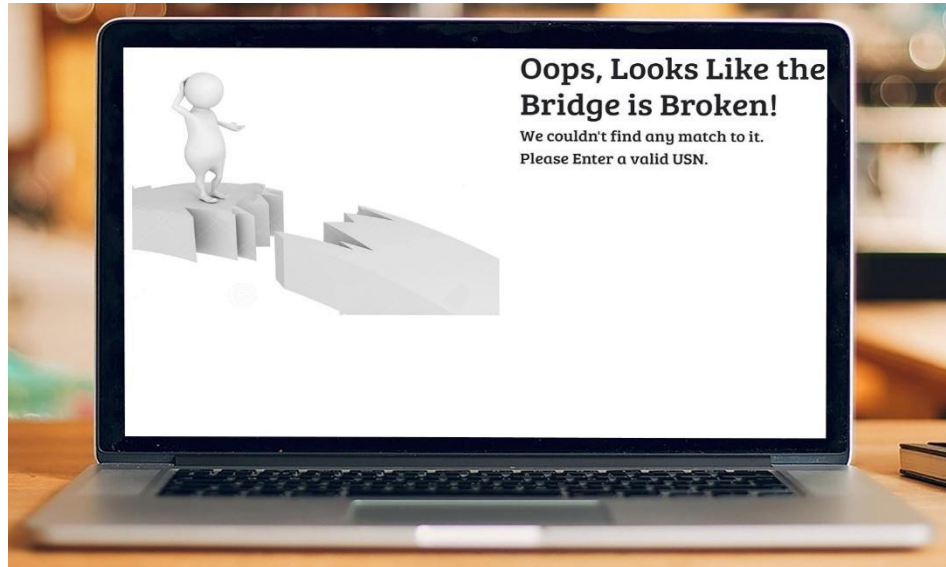 Oops, Looks Like the
Bridge is Broken!
We couldn't find any match to it.
Please Enter a valid USN.